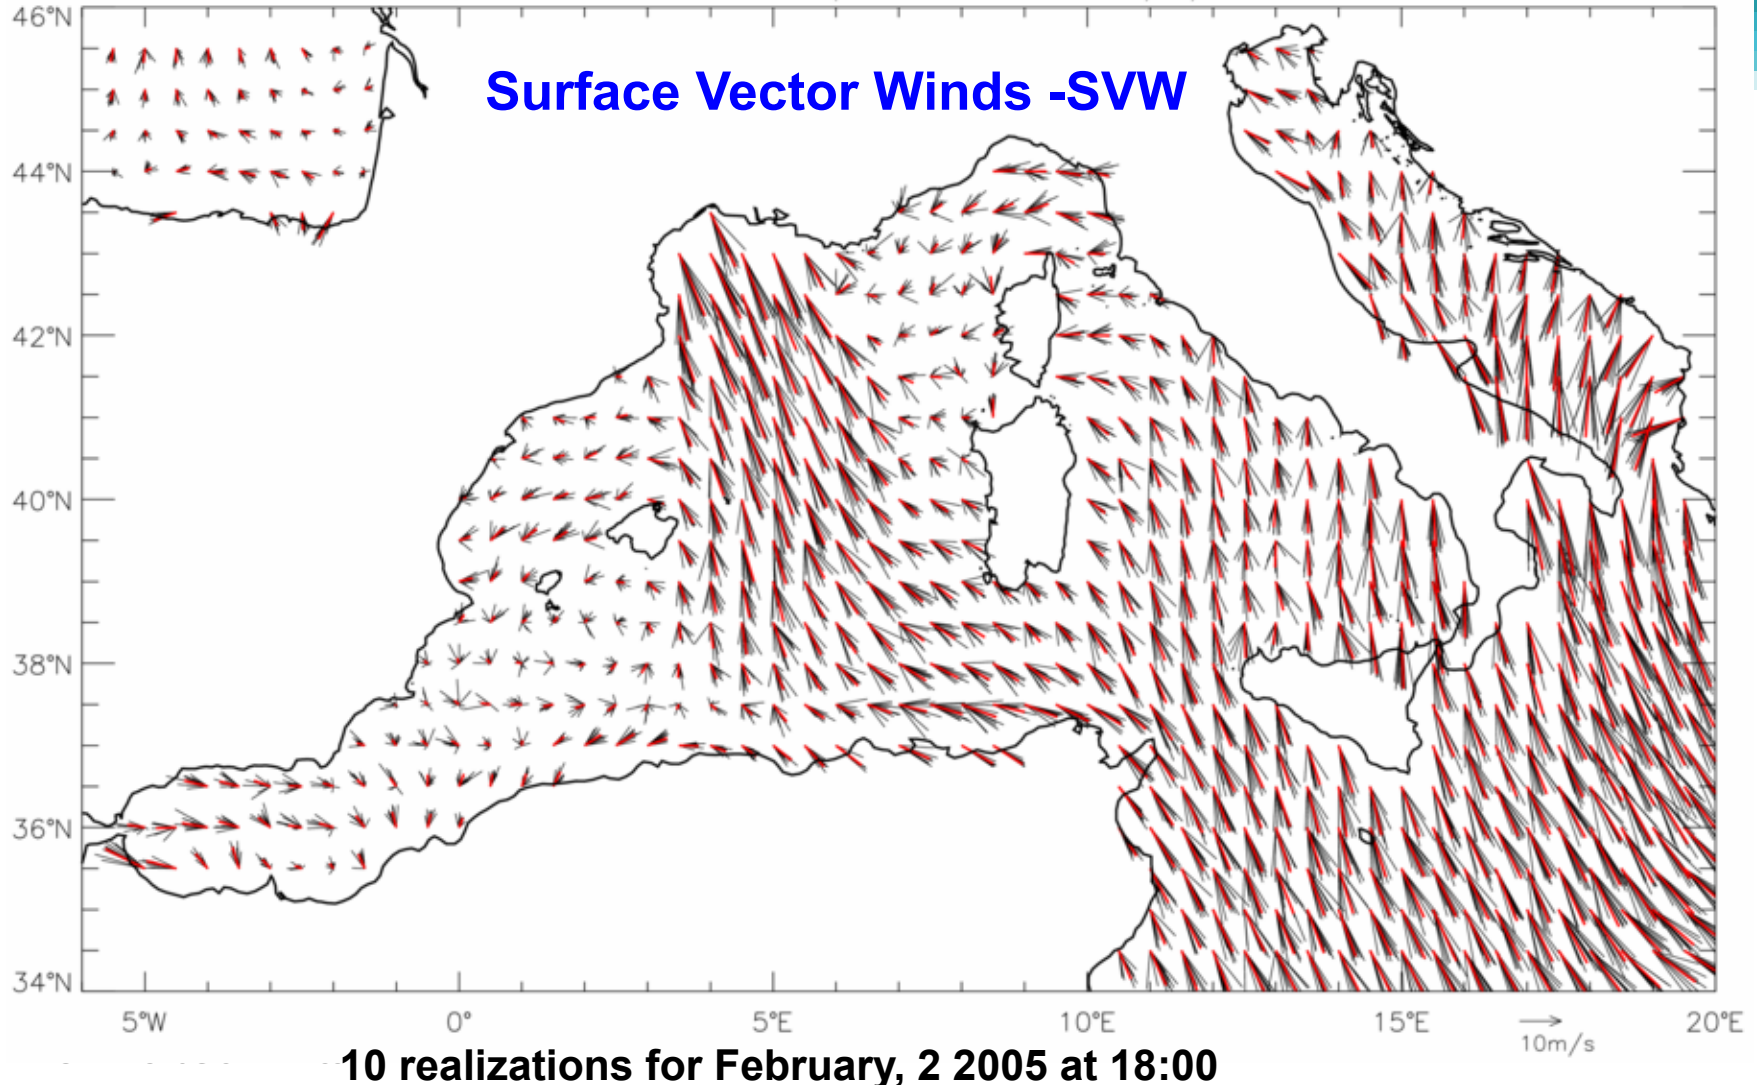 46°N
Surface Vector Winds -SVW
44°N
42°N
40°N
38°N
36°N
34°N
5°W 0° 5°E 10°E 15°E 20°E
10m/s
10 realizations for February, 2 2005 at 18:00